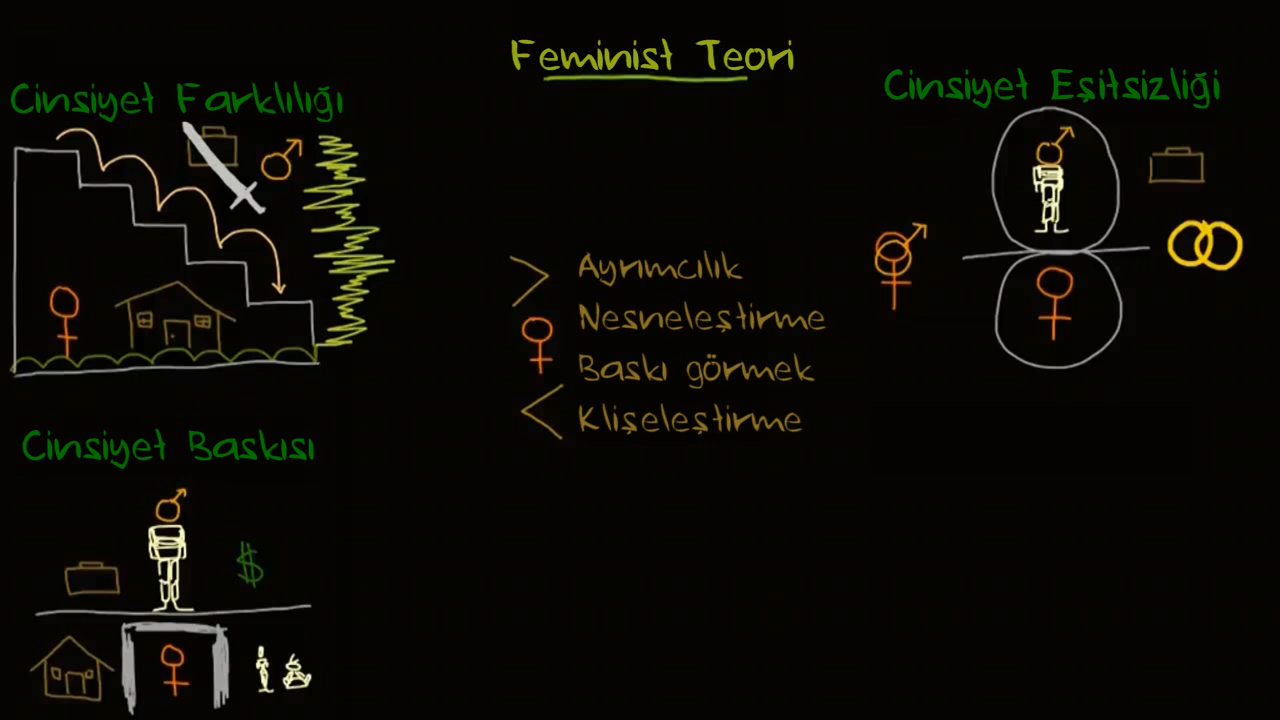 Feminist Teori
Cinsiyet Farklılığı
Cinsiyet Eşitsizliği
Ayrımcılık
Nesneleştirme
Baskı görmek
Klişeleştirme
Cinsiyet Baskısı
$